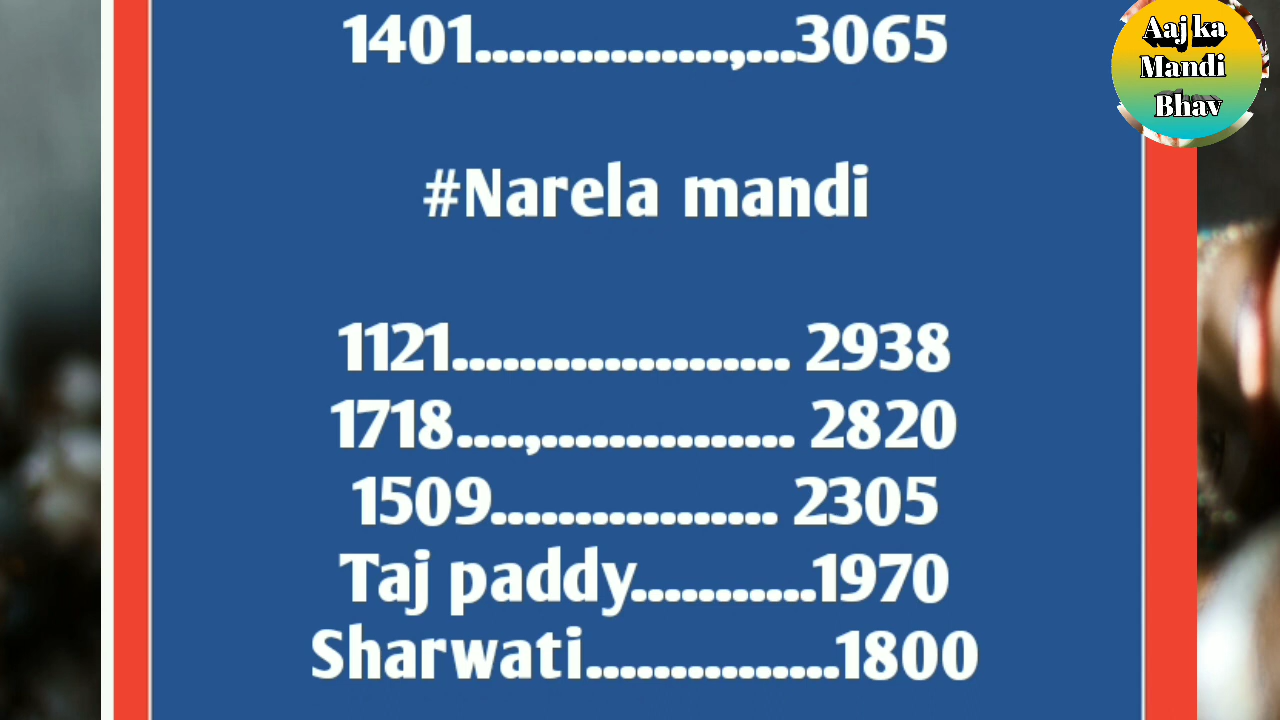 1401...............,...3065
Aaj ka
Mandi
Bhav
#Narela mandi
1121.................... 2938
1718....,............... 2820
1509................. 2305
Taj paddy...........1970
Sharwati...............1800